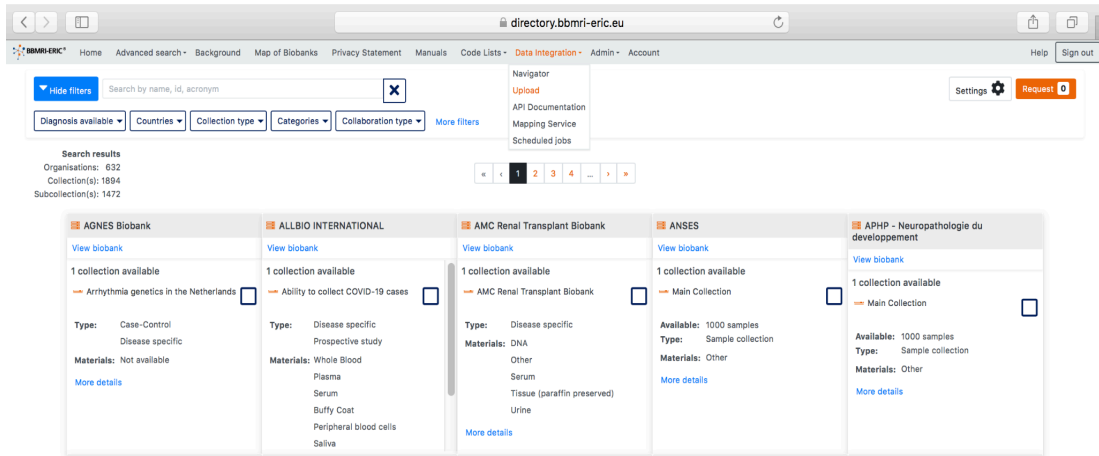 directory.bbmri-eric.eu
BBMRI-ERIC® Home Advanced search Background Map of Biobanks Privacy Statement Manuals Code Lists Data Integration Admin Account Help Sign out
Navigator
Upload
API Documentation
Mapping Service
Scheduled jobs
Hide filters Search by name, id, acronym Settings Request 0
Diagnosis available Countries Collection type Categories Collaboration type More filters
Search results
Organisations: 632
Collection(s): 1894
Subcollection(s): 1472
« ‹ 1 2 3 4 ... › »
AGNES Biobank
View biobank
1 collection available
Arrhythmia genetics in the Netherlands
Type: Case-Control
Disease specific
Materials: Not available
More details
ALLBIO INTERNATIONAL
View biobank
1 collection available
Ability to collect COVID-19 cases
Type: Disease specific
Prospective study
Materials: Whole Blood
Plasma
Serum
Buffy Coat
Peripheral blood cells
Saliva
AMC Renal Transplant Biobank
View biobank
1 collection available
AMC Renal Transplant Biobank
Type: Disease specific
Materials: DNA
Other
Serum
Tissue (paraffin preserved)
Urine
More details
ANSES
View biobank
1 collection available
Main Collection
Available: 1000 samples
Type: Sample collection
Materials: Other
More details
APHP - Neuropathologie du
developpement
View biobank
1 collection available
Main Collection
Available: 1000 samples
Type: Sample collection
Materials: Other
More details